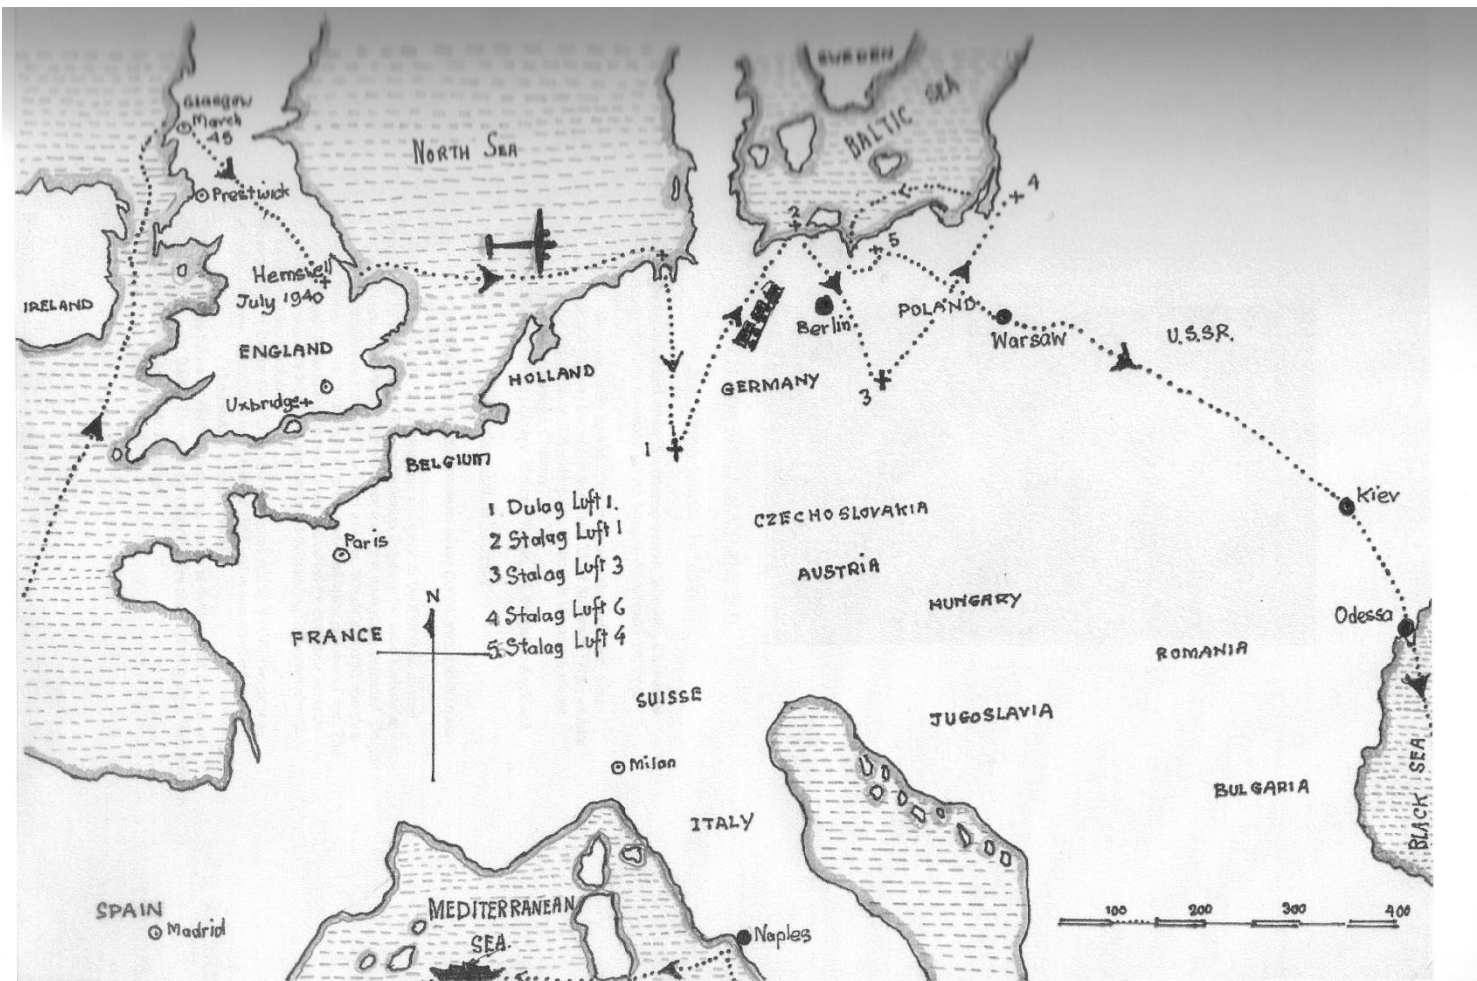 SWEDEN
Glasgow
March
45
NORTH SEA
BALTIC SEA
Prestwick
2
4
5
Hemswell
July 1940
IRELAND
Berlin
POLAND
Warsaw
U.S.S.R.
ENGLAND
HOLLAND
GERMANY
3
Uxbridge
1
BELGIUM
Kiev
1 Dulag Luft 1.
2 Stalag Luft 1
3 Stalag Luft 3
4 Stalag Luft 6
5. Stalag Luft 4
CZECHOSLOVAKIA
Paris
AUSTRIA
HUNGARY
N
Odessa
FRANCE
ROMANIA
SUISSE
JUGOSLAVIA
Milan
BLACK SEA
BULGARIA
ITALY
SPAIN
Madrid
MEDITERRANEAN
SEA.
Naples
100 200 300 400